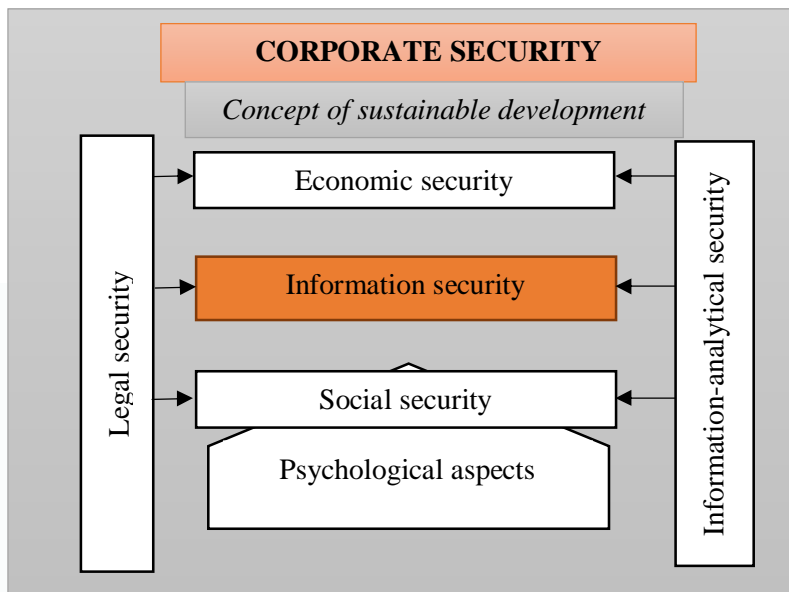 CORPORATE SECURITY
Concept of sustainable development
Legal security
Economic security
Information security
Social security
Psychological aspects
Information-analytical security